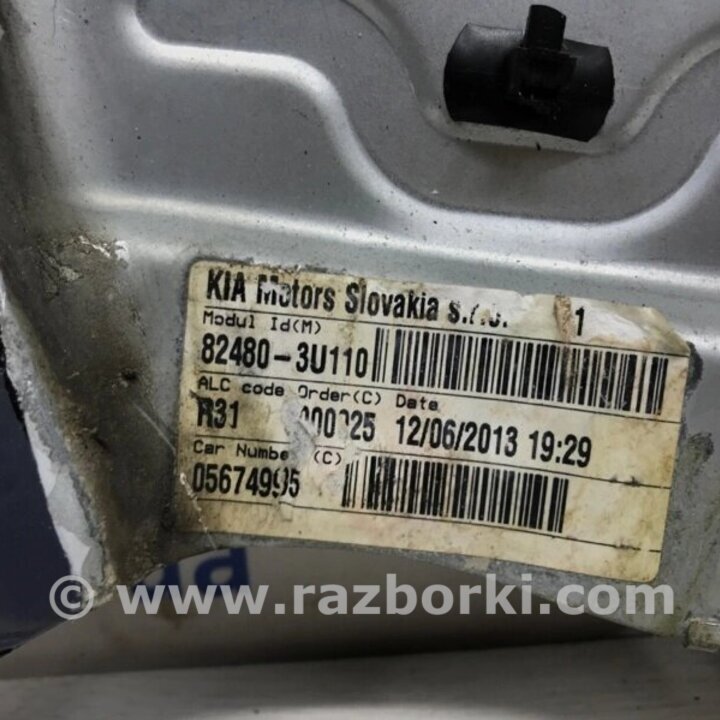 KIA Motors Slovakia s.r.o. 1
Modul Id(M)
82480-3U110
ALC code Order(C) Date
R31 12/06/2013 19:29
Car Number (C)
05674995
© www.razborki.com